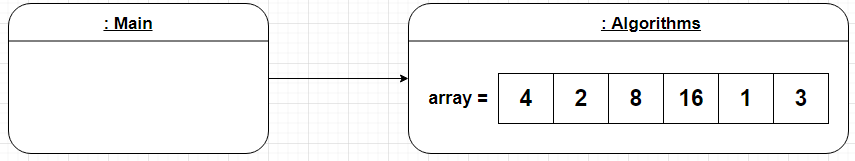 : Main
: Algorithms
array = 4 2 8 16 1 3